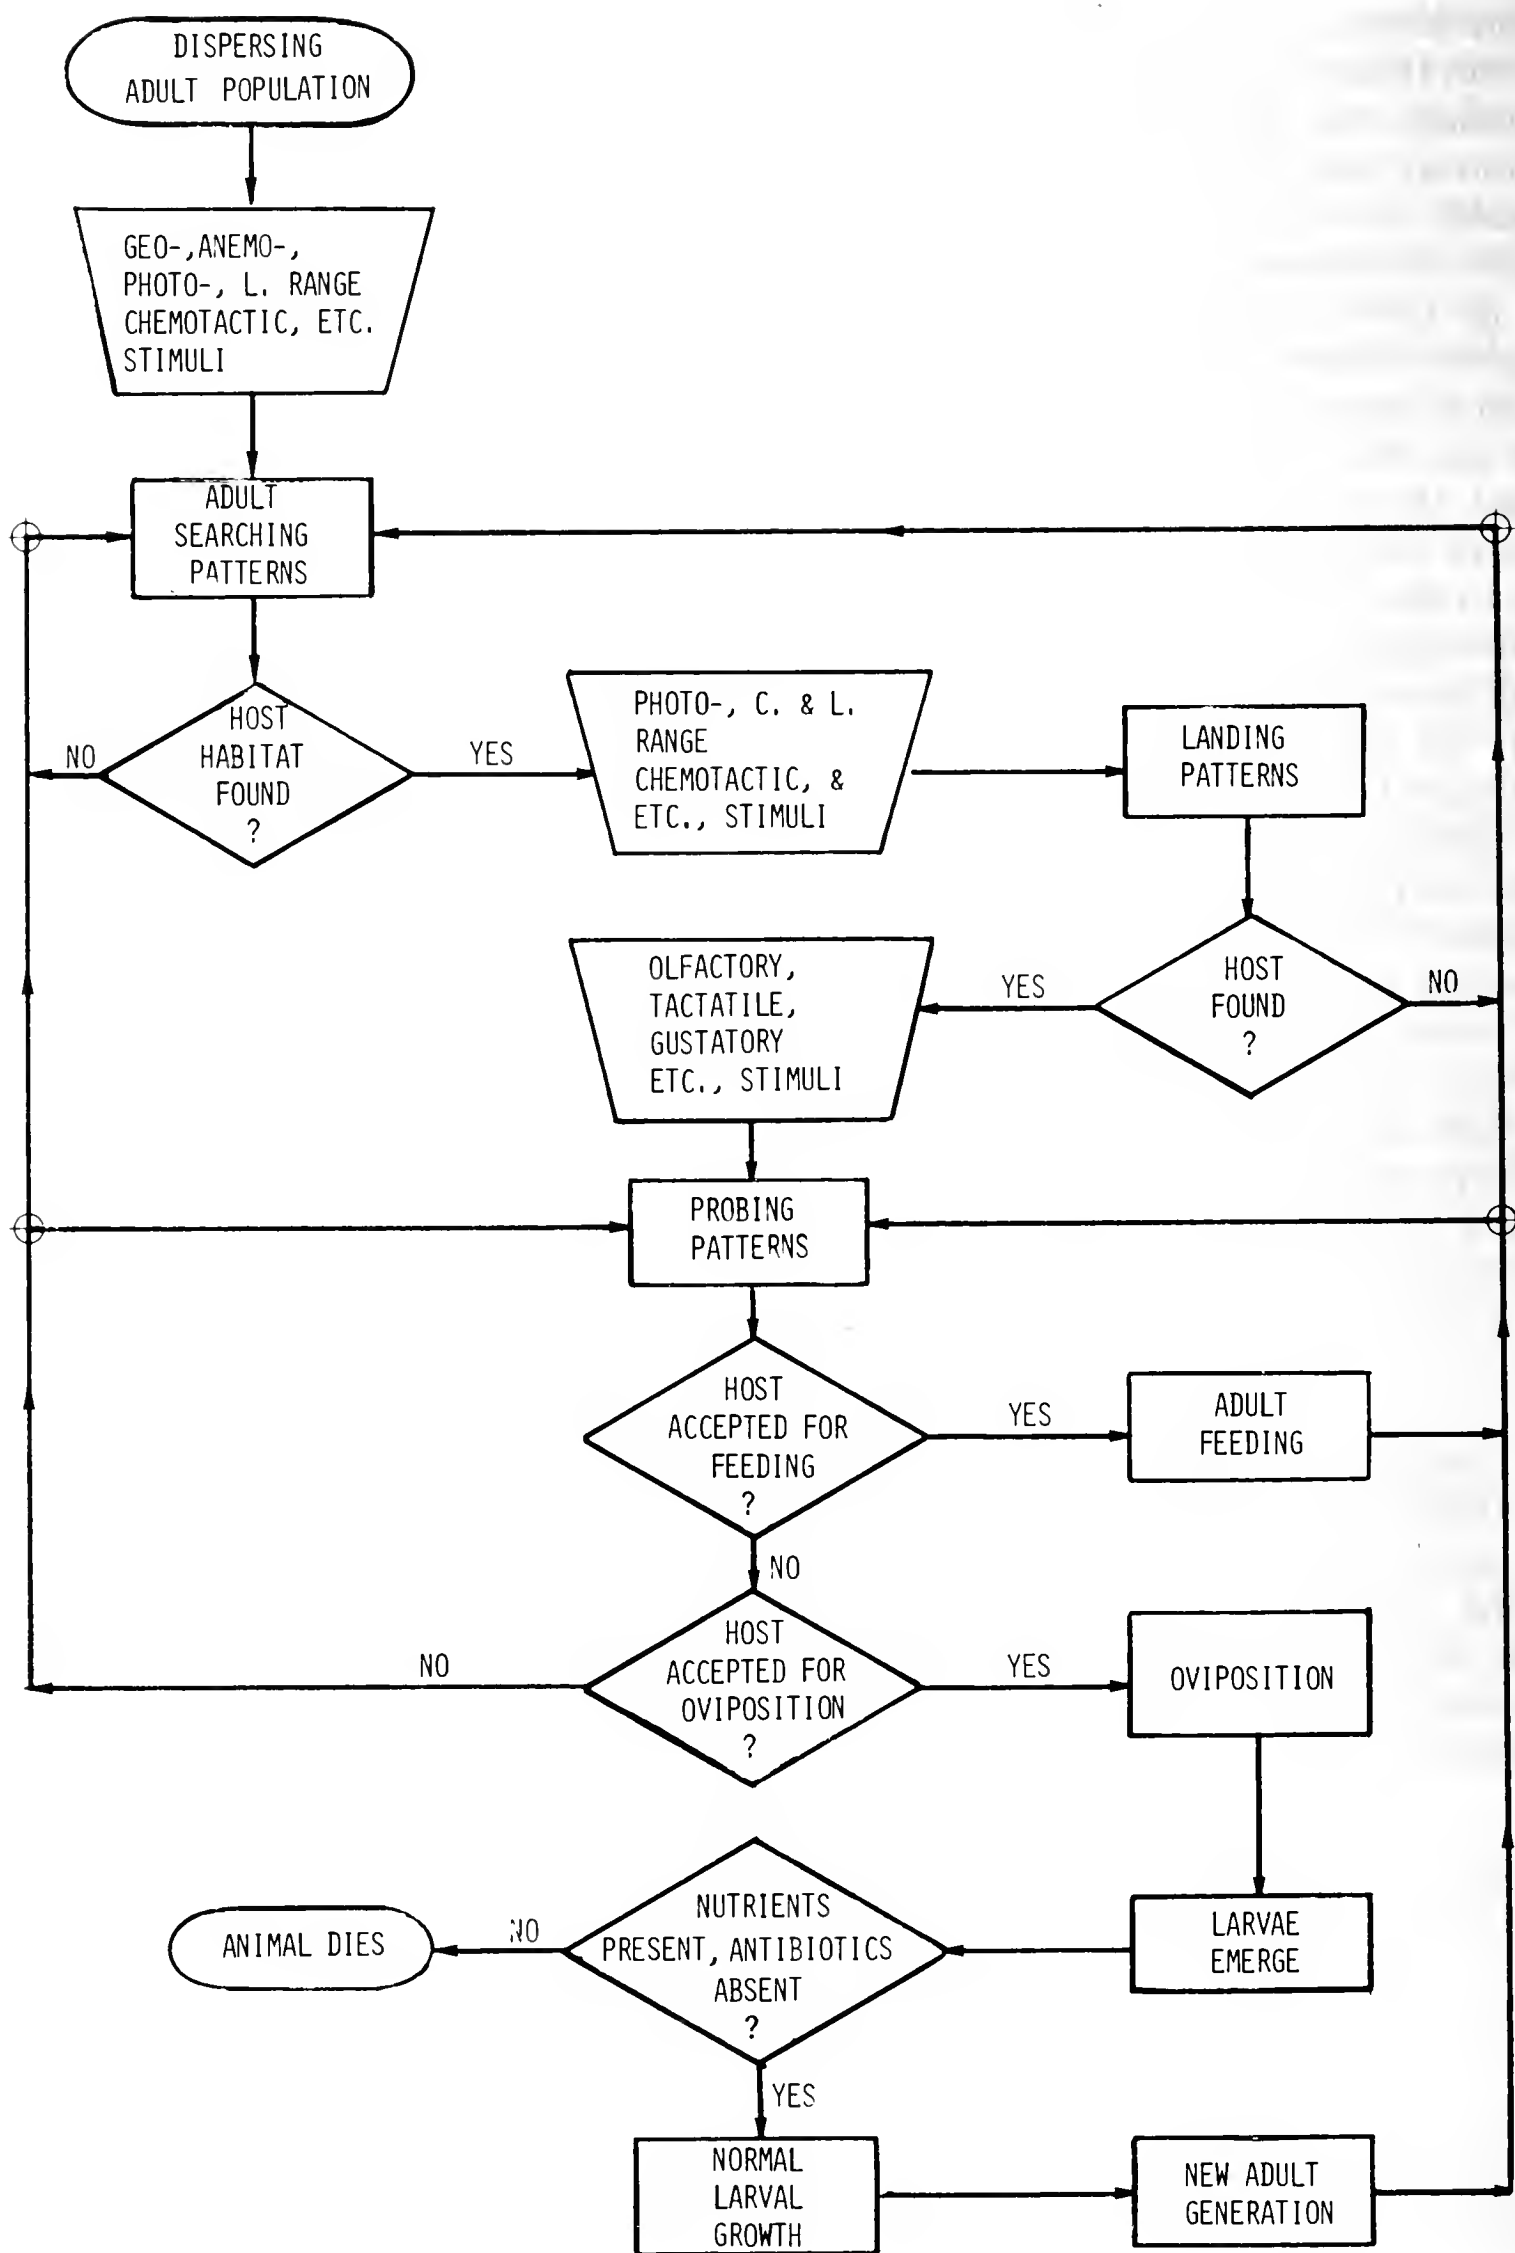 DISPERSING
ADULT POPULATION
GEO-,ANEMO-,
PHOTO-, L. RANGE
CHEMOTACTIC, ETC.
STIMULI
ADULT
SEARCHING
PATTERNS
HOST
HABITAT
FOUND
?
NO
YES
PHOTO-, C. & L.
RANGE
CHEMOTACTIC, &
ETC., STIMULI
LANDING
PATTERNS
HOST
FOUND
?
NO
YES
OLFACTORY,
TACTATILE,
GUSTATORY
ETC., STIMULI
PROBING
PATTERNS
HOST
ACCEPTED FOR
FEEDING
?
YES
ADULT
FEEDING
NO
HOST
ACCEPTED FOR
OVIPOSITION
?
NO
YES
OVIPOSITION
LARVAE
EMERGE
NUTRIENTS
PRESENT, ANTIBIOTICS
ABSENT
?
NO
ANIMAL DIES
YES
NORMAL
LARVAL
GROWTH
NEW ADULT
GENERATION